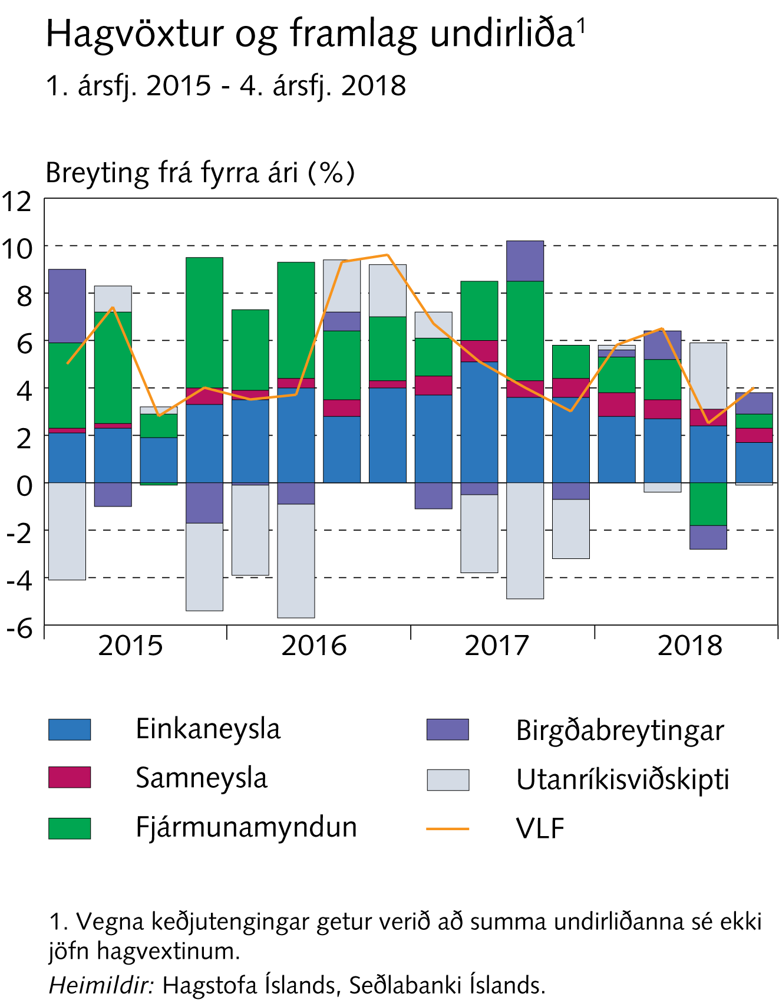 Hagvöxtur og framlag undirliða¹
1. ársfj. 2015 - 4. ársfj. 2018
Breyting frá fyrra ári (%)
12
10
8
6
4
2
0
-2
-4
-6
2015 2016 2017 2018
Einkaneysla
Samneysla
Fjármunamyndun
Birgðabreytingar
Utanríkisviðskipti
VLF
1. Vegna keðjutengingar getur verið að summa undirliðanna sé ekki
jöfn hagvextinum.
Heimildir: Hagstofa Íslands, Seðlabanki Íslands.